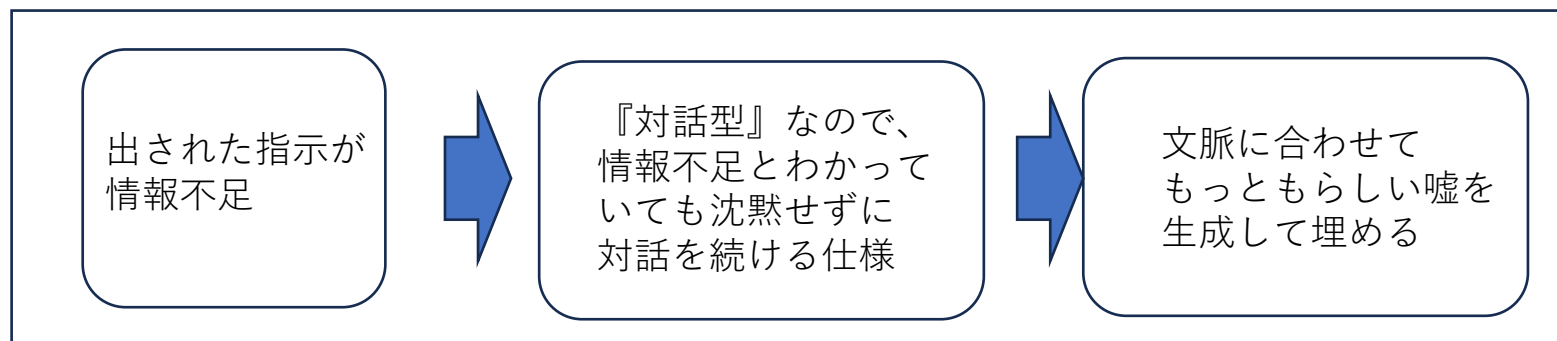 出された指示が
情報不足
『対話型』なので、
情報不足とわかって
いても沈黙せずに
対話を続ける仕様
文脈に合わせて
もっともらしい嘘を
生成して埋める